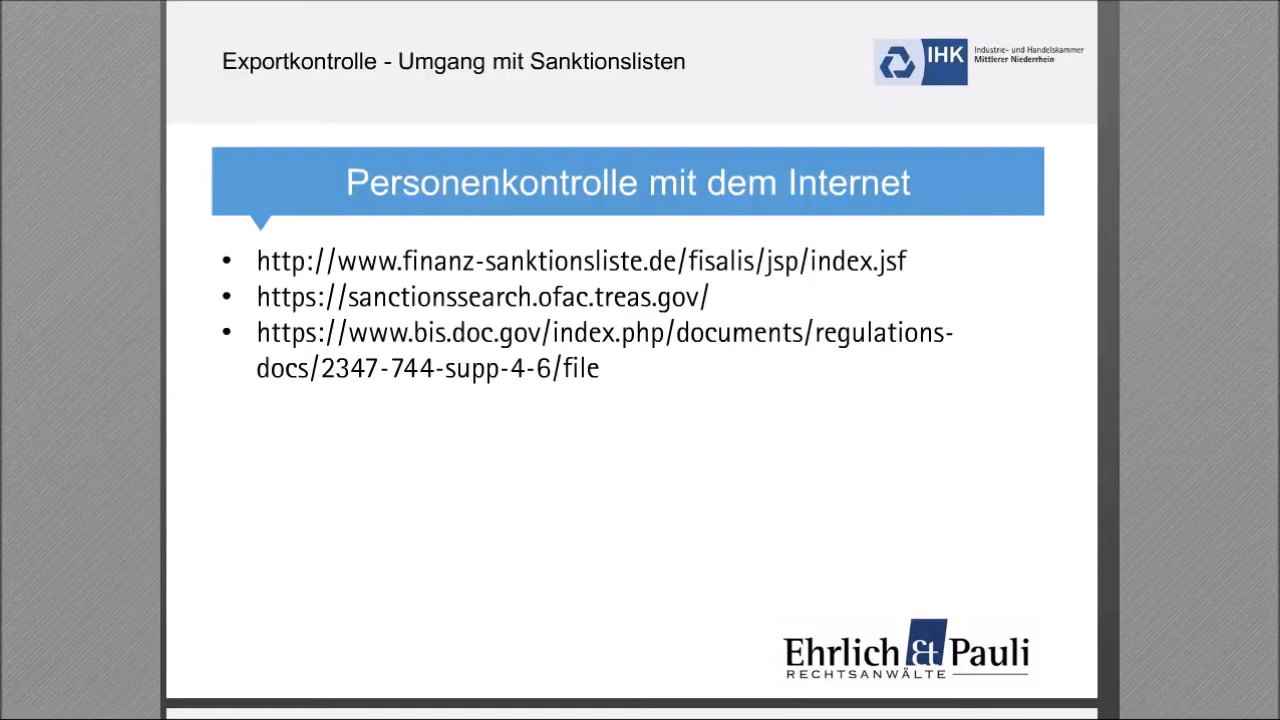 Exportkontrolle - Umgang mit Sanktionslisten
IHK
Industrie- und Handelskammer
Mittlerer Niederrhein
Personenkontrolle mit dem Internet
• http://www.finanz-sanktionsliste.de/fisalis/jsp/index.jsf
• https://sanctionssearch.ofac.treas.gov/
• https://www.bis.doc.gov/index.php/documents/regulations-
docs/2347-744-supp-4-6/file
Ehrlich & Pauli
RECHTSANWÄLTE